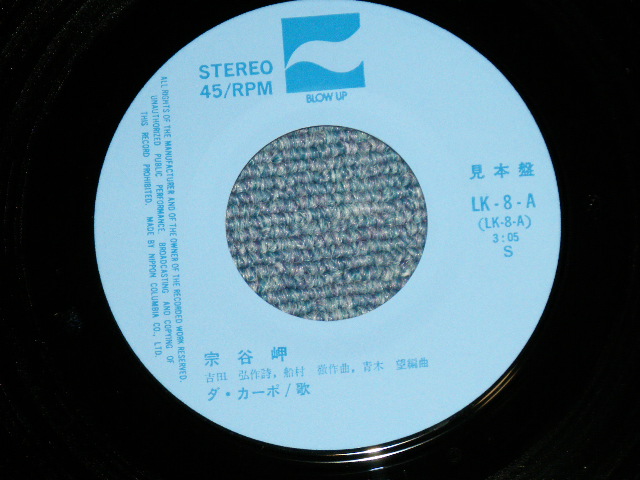 BLOW UP
STEREO
45/RPM
見本盤
LK-8-A
(LK-8-A)
3:05
S
ALL RIGHTS OF THE MANUFACTURER AND OF THE OWNER OF THE RECORDED WORK RESERVED.
UNAUTHORIZED PUBLIC PERFORMANCE, BROADCASTING AND COPYING OF
THIS RECORD PROHIBITED. MADE BY NIPPON COLUMBIA CO., LTD.
宗谷岬
吉田 弘作詩, 船村 徹作曲, 青木 望編曲
ダ・カーポ/歌